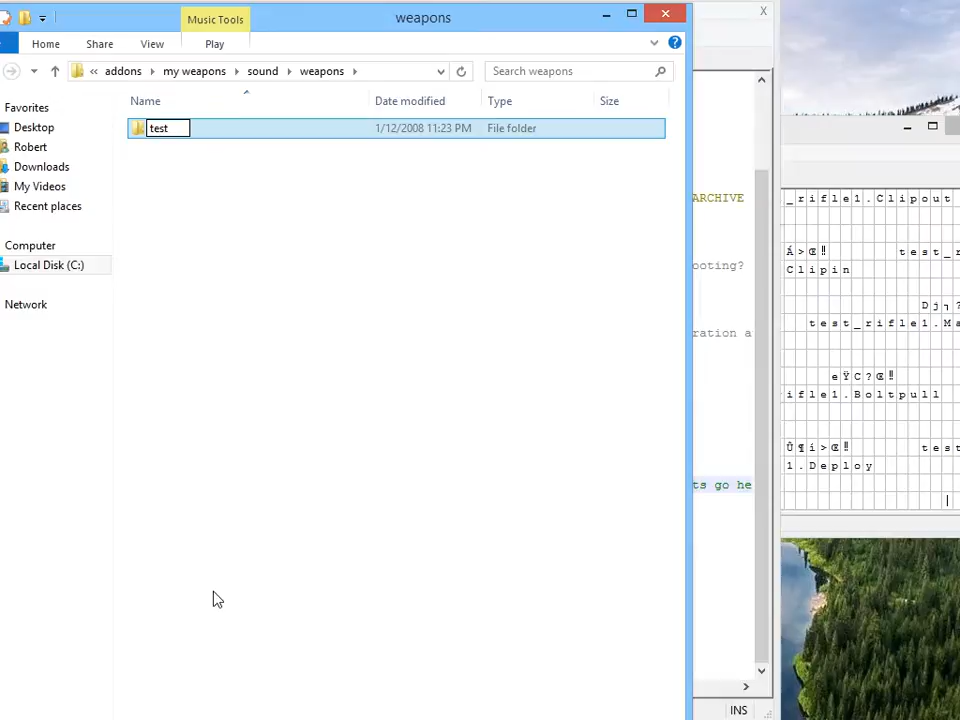 Music Tools
weapons
Home
Share
View
Play
« addons
my weapons
sound
weapons
Search weapons
Name
Date modified
Type
Size
test
1/12/2008 11:23 PM
File folder
Favorites
Desktop
Robert
Downloads
My Videos
Recent places
Computer
Local Disk (C:)
Network
ARCHIVE
ooting?
ration a
ts go he
INS
_rifle1.Clipout
test_r
Clipin
test_rifle1.Ma
ifle1.Boltpull
test
1.Deploy